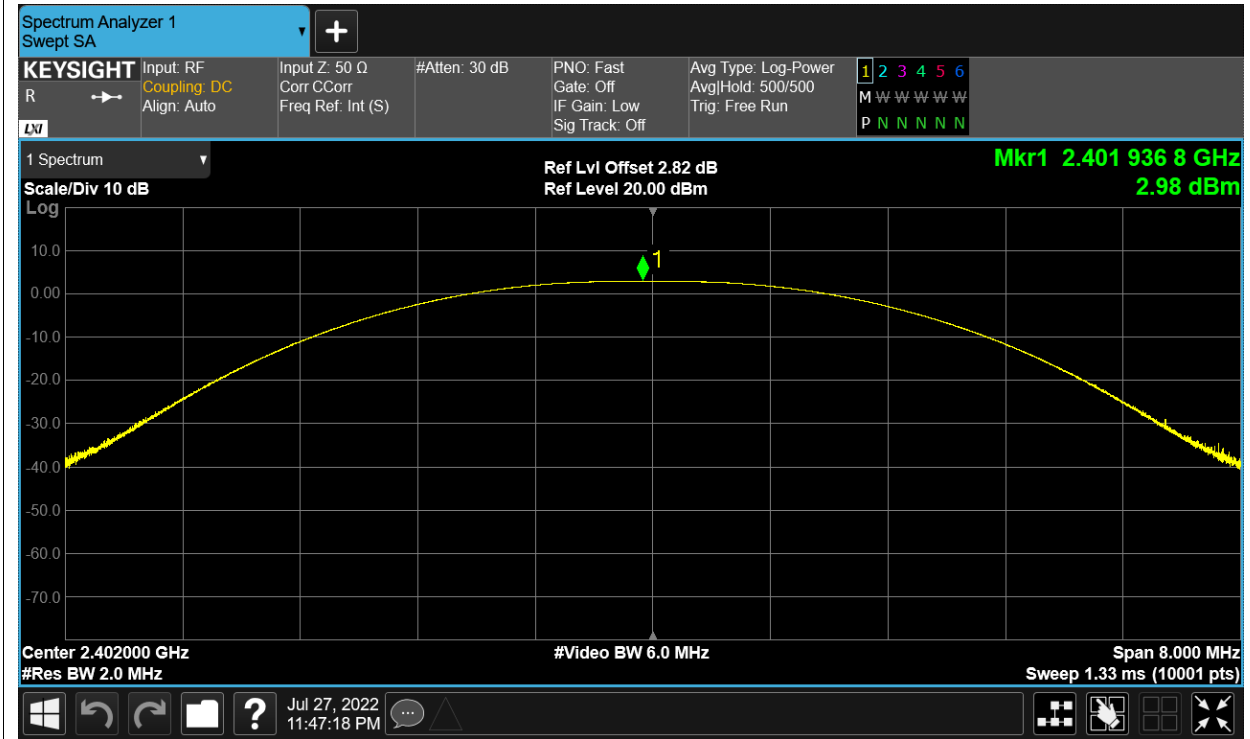 Spectrum Analyzer 1
Swept SA
+
KEYSIGHT
R
LXI
Input: RF
Coupling: DC
Align: Auto
Input Z: 50 Ω
Corr CCorr
Freq Ref: Int (S)
#Atten: 30 dB
PNO: Fast
Gate: Off
IF Gain: Low
Sig Track: Off
Avg Type: Log-Power
Avg|Hold: 500/500
Trig: Free Run
1 2 3 4 5 6
M W W W W W
P N N N N N
1 Spectrum
Scale/Div 10 dB
Log
Ref Lvl Offset 2.82 dB
Ref Level 20.00 dBm
Mkr1 2.401 936 8 GHz
2.98 dBm
1
10.0
0.00
-10.0
-20.0
-30.0
-40.0
-50.0
-60.0
-70.0
Center 2.402000 GHz
#Res BW 2.0 MHz
#Video BW 6.0 MHz
Span 8.000 MHz
Sweep 1.33 ms (10001 pts)
?
Jul 27, 2022
11:47:18 PM